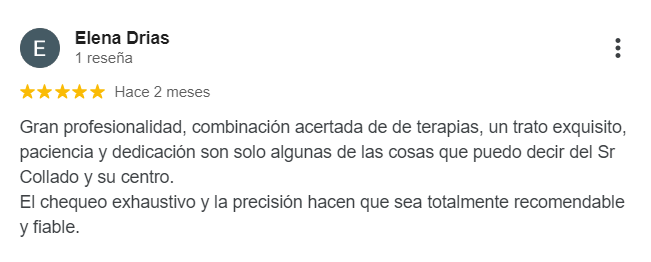 E
Elena Drias
1 reseña
Hace 2 meses
Gran profesionalidad, combinación acertada de de terapias, un trato exquisito,
paciencia y dedicación son solo algunas de las cosas que puedo decir del Sr
Collado y su centro.
El chequeo exhaustivo y la precisión hacen que sea totalmente recomendable
y fiable.